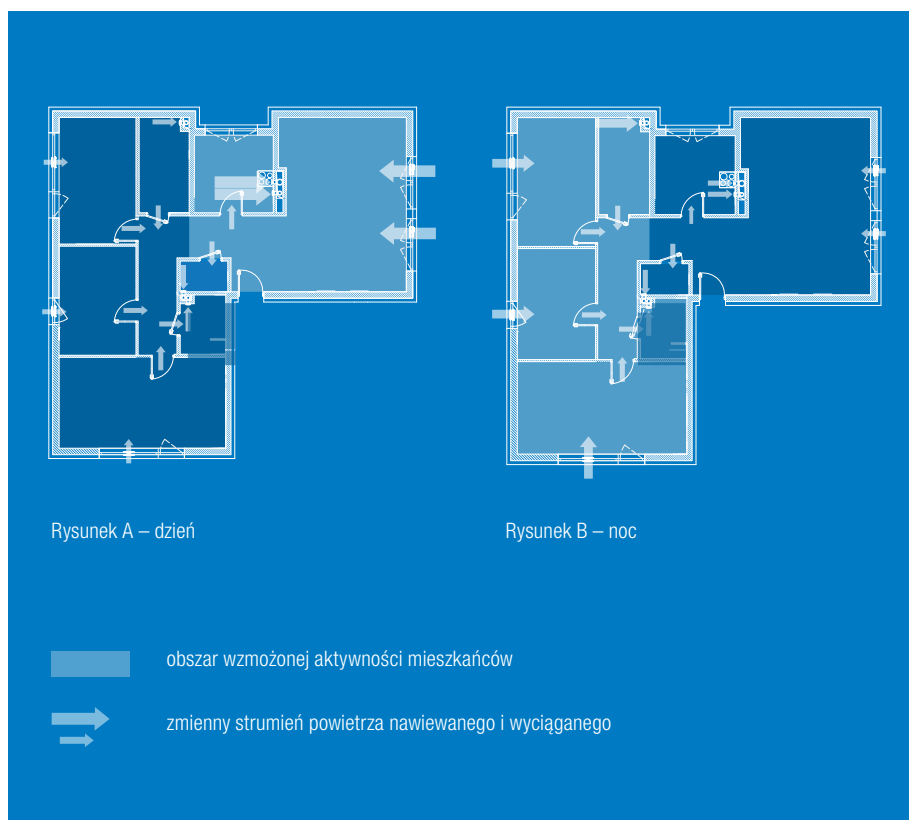 Rysunek A – dzień
Rysunek B – noc
obszar wzmożonej aktywności mieszkańców
zmienny strumień powietrza nawiewanego i wyciąganego